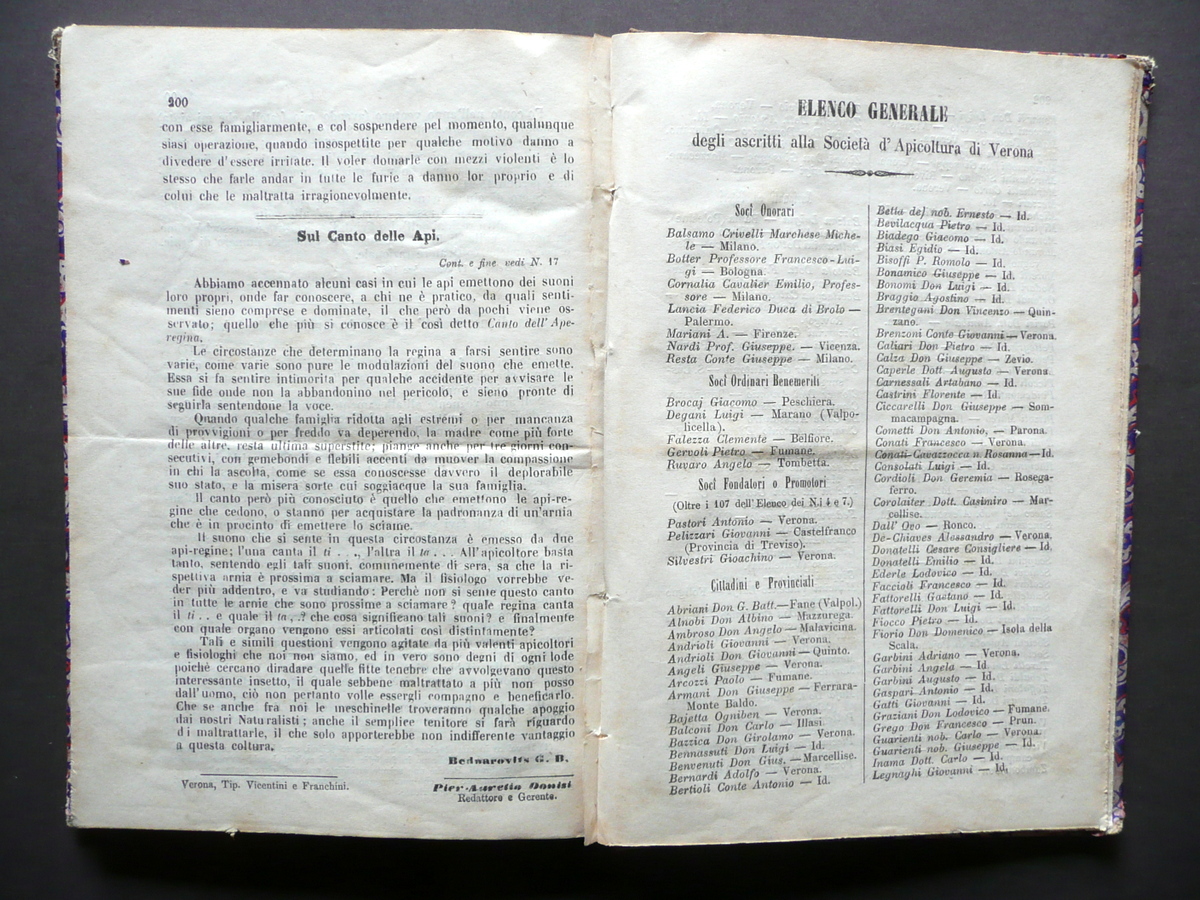 200
con esse famigliarmente, e col sospendere pel momento, qualunque
siasi operazione, quando insospettite per qualche motivo danno a
divedere d'essere irritate. Il voler domarle con mezzi violenti è lo
stesso che farle andar in tutte le furie a danno lor proprio e di
colui che le maltratta irragionevolmente.
Sul Canto delle Api.
Cont. e fine vedi N. 17
Abbiamo accennato alcuni casi in cui le api emettono dei suoni
loro propri, onde far conoscere, a chi ne è pratico, da quali senti-
menti sieno comprese e dominate, il che però da pochi viene os-
servato; quello che più si conosce è il così detto Canto dell'Ape-
regina.
Le circostanze che determinano la regina a farsi sentire sono
varie, come varie sono pure le modulazioni del suono che emette.
Essa si fa sentire intimorita per qualche accidente per avvisare le
sue fide onde non la abbandonino nel pericolo, e sieno pronte di
seguirla sentendone la voce.
Quando qualche famiglia ridotta agli estremi o per mancanza
di provvigioni o per freddo va deperendo, la madre come più forte
delle altre, resta ultima superstite; piange anche per tre giorni con-
secutivi, con gemebondi e flebili accenti da muover la compassione
in chi la ascolta, come se essa conoscesse davvero il deplorabile
suo stato, e la misera sorte cui soggiacque la sua famiglia.
Il canto però più conosciuto è quello che emettono le api-re-
gine che cedono, o stanno per acquistare la padronanza di un'arnia
che è in procinto di emettere lo sciame.
Il suono che si sente in questa circostanza è emesso da due
api-regine; l'una canta il ti . . ., l'altra il ta . . . All'apicoltore basta
tanto, sentendo egli tali suoni, comunemente di sera, sa che la ri-
spettiva arnia è prossima a sciamare. Ma il fisiologo vorrebbe ve-
der più addentro, e va studiando: Perchè non si sente questo canto
in tutte le arnie che sono prossime a sciamare? quale regina canta
il ti . . e quale il ta . .? che cosa significano tali suoni? e finalmente
con quale organo vengono essi articolati così distintamente?
Tali e simili questioni vengono agitate da più valenti apicoltori
e fisiologhi che noi non siamo, ed in vero sono degni di ogni lode
poichè cercano diradare quelle fitte tenebre che avvolgevano questo
interessante insetto, il quale sebbene maltrattato a più non posso
dall'uomo, ciò non pertanto volle essergli compagno e beneficarlo.
Che se anche fra noi le meschinelle troveranno qualche apoggio
dai nostri Naturalisti; anche il semplice tenitore si farà riguardo
di maltrattarle, il che solo apporterebbe non indifferente vantaggio
a questa coltura.
Bednarovits G. B.
Verona, Tip. Vicentini e Franchini.
Pier-Aurelio Donisi
Redattore e Gerente.
ELENCO GENERALE
degli ascritti alla Società d'Apicoltura di Verona
Soci Onorari
Balsamo Crivelli Marchese Miche-
le — Milano.
Botter Professore Francesco-Lui-
gi — Bologna.
Cornalia Cavalier Emilio, Profes-
sore — Milano.
Lancia Federico Duca di Brolo —
Palermo.
Mariani A. — Firenze.
Nardi Prof. Giuseppe. — Vicenza.
Resta Conte Giuseppe — Milano.
Soci Ordinari Benemeriti
Brocaj Giacomo — Peschiera.
Degani Luigi — Marano (Valpo-
licella).
Falezza Clemente — Belfiore.
Gervoli Pietro — Fumane.
Ruvaro Angelo — Tombetta.
Soci Fondatori o Promotori
(Oltre i 107 dell'Elenco dei N.i 4 e 7.)
Pastori Antonio — Verona.
Pelizzari Giovanni — Castelfranco
(Provincia di Treviso).
Silvestri Gioachino — Verona.
Cittadini e Provinciali
Abriani Don G. Batt.—Fane (Valpol.)
Alnobi Don Albino — Mazzurega.
Ambroso Don Angelo — Malavicina.
Andrioli Giovanni — Verona.
Andrioli Don Giovanni — Quinto.
Angeli Giuseppe — Verona.
Arcozzi Paolo — Fumane.
Armani Don Giuseppe — Ferrara-
Monte Baldo.
Bajetta Ogniben — Verona.
Balconi Don Carlo — Illasi.
Bazzica Don Girolamo — Verona.
Bennassuti Don Luigi — Id.
Benvenuti Don Gius. — Marcellise.
Bernardi Adolfo — Verona.
Bertioli Conte Antonio — Id.
Betta del nob. Ernesto — Id.
Bevilacqua Pietro — Id.
Biadego Giacomo — Id.
Biasi Egidio — Id.
Bisoffi P. Romolo — Id.
Bonamico Giuseppe — Id.
Bonomi Don Luigi — Id.
Braggio Agostino — Id.
Brentegani Don Vincenzo — Quin-
zano.
Brenzoni Conte Giovanni — Verona.
Caliari Don Pietro — Id.
Calza Don Giuseppe — Zevio.
Caperle Dott. Augusto — Verona.
Carnessali Artabano — Id.
Castrini Florente — Id.
Ciccarelli Don Giuseppe — Som-
macampagna.
Cometti Don Antonio, — Parona.
Conati Francesco — Verona.
Conati-Cavazzocca n. Rosanna—Id.
Consolati Luigi — Id.
Cordioli Don Geremia — Rosega-
ferro.
Corolaiter Dott. Casimiro — Mar-
cellise.
Dall' Ovo — Ronco.
De-Chiaves Alessandro — Verona.
Donatelli Cesare Consigliere — Id.
Donatelli Emilio — Id.
Ederle Lodovico — Id.
Faccioli Francesco — Id.
Fattorelli Gaetano — Id.
Fattorelli Don Luigi — Id.
Fiocco Pietro — Id.
Fiorio Don Domenico — Isola della
Scala.
Garbini Adriano — Verona.
Garbini Angela — Id.
Garbini Augusto — Id.
Gaspari Antonio — Id.
Gatti Giovanni — Id.
Graziani Don Lodovico — Fumane.
Grego Don Francesco — Prun.
Guarienti nob. Carlo — Verona.
Guarienti nob. Giuseppe — Id.
Inama Dott. Carlo — Id.
Legnaghi Giovanni — Id.